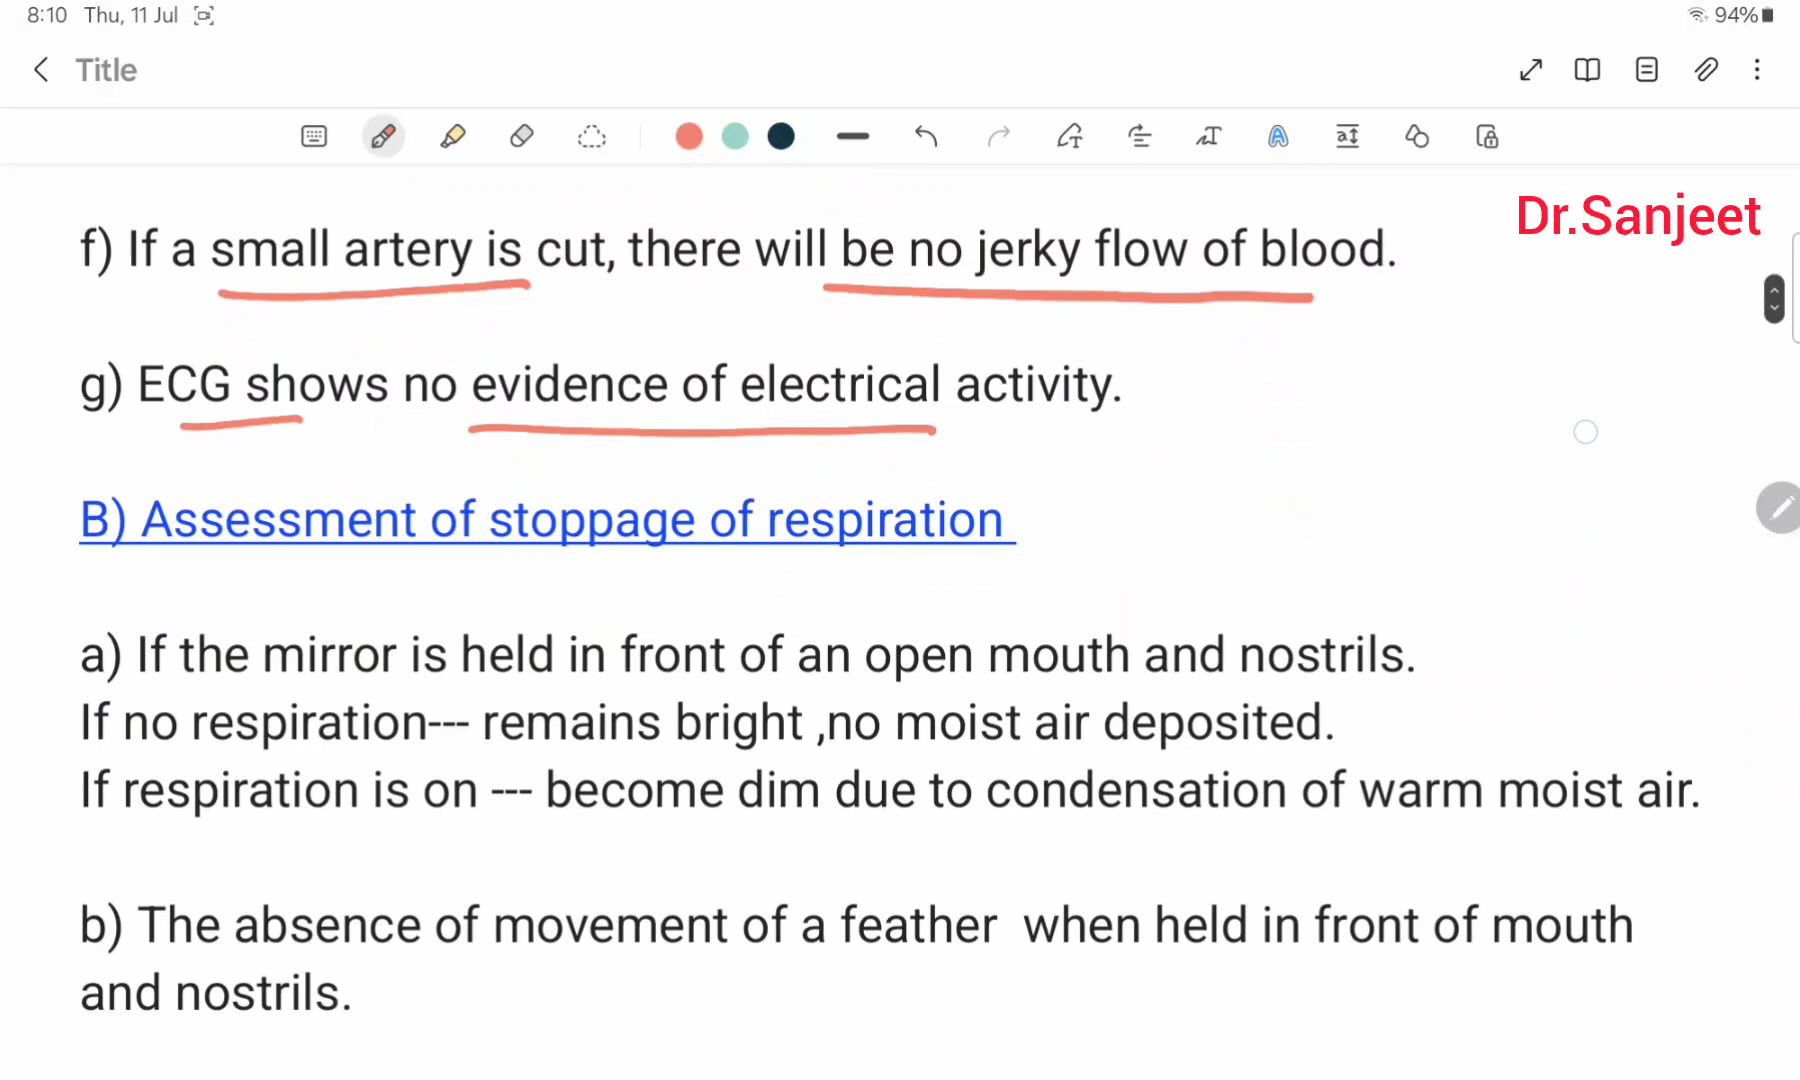 8:10 Thu, 11 Jul 94%
Title
Dr.Sanjeet
f) If a small artery is cut, there will be no jerky flow of blood.
g) ECG shows no evidence of electrical activity.
B) Assessment of stoppage of respiration
a) If the mirror is held in front of an open mouth and nostrils.
If no respiration--- remains bright ,no moist air deposited.
If respiration is on --- become dim due to condensation of warm moist air.
b) The absence of movement of a feather when held in front of mouth
and nostrils.